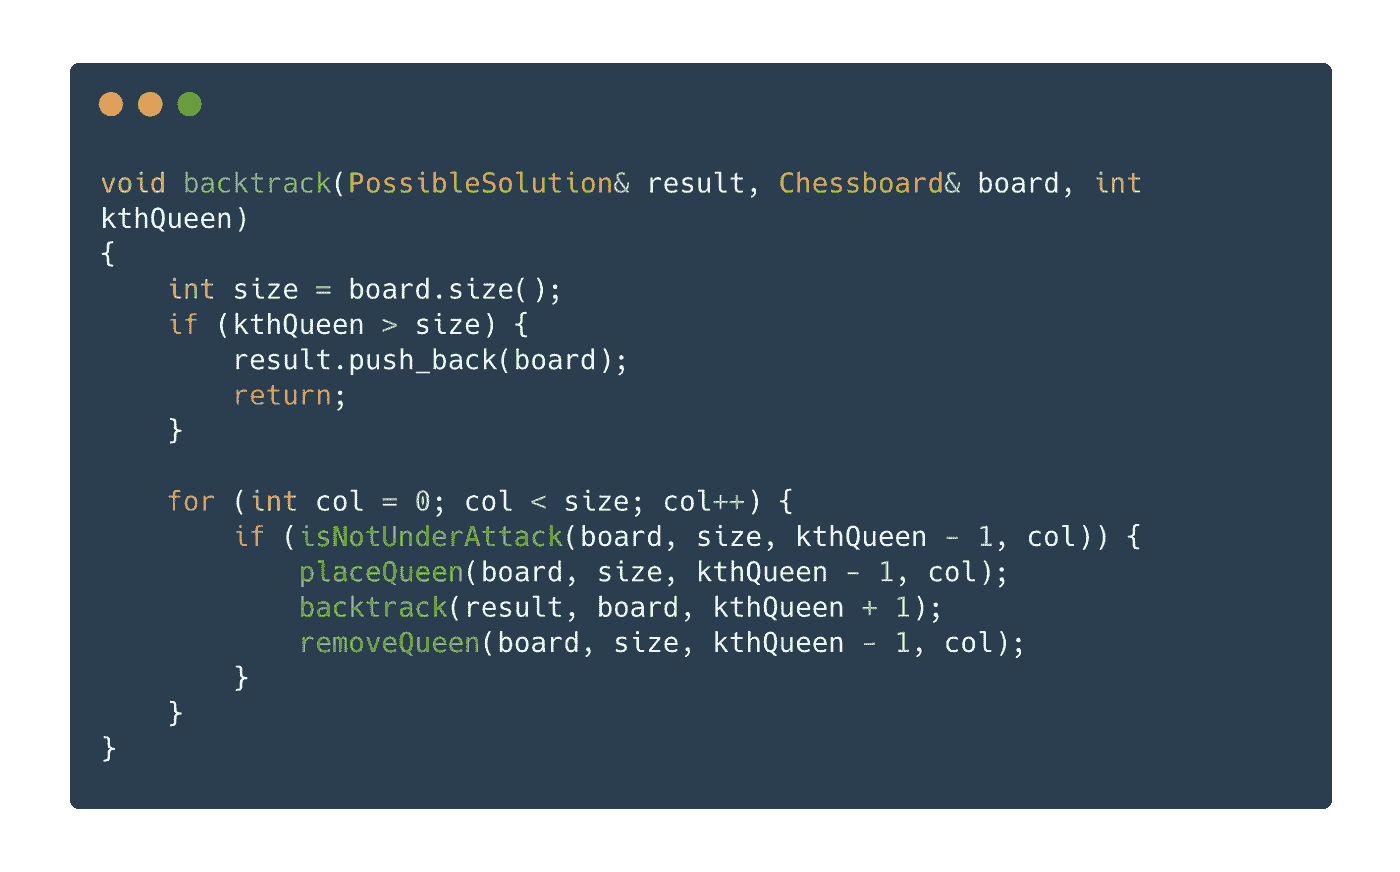 void backtrack(PossibleSolution& result, Chessboard& board, int
kthQueen)
{
    int size = board.size();
    if (kthQueen > size) {
        result.push_back(board);
        return;
    }

    for (int col = 0; col < size; col++) {
        if (isNotUnderAttack(board, size, kthQueen - 1, col)) {
            placeQueen(board, size, kthQueen - 1, col);
            backtrack(result, board, kthQueen + 1);
            removeQueen(board, size, kthQueen - 1, col);
        }
    }
}